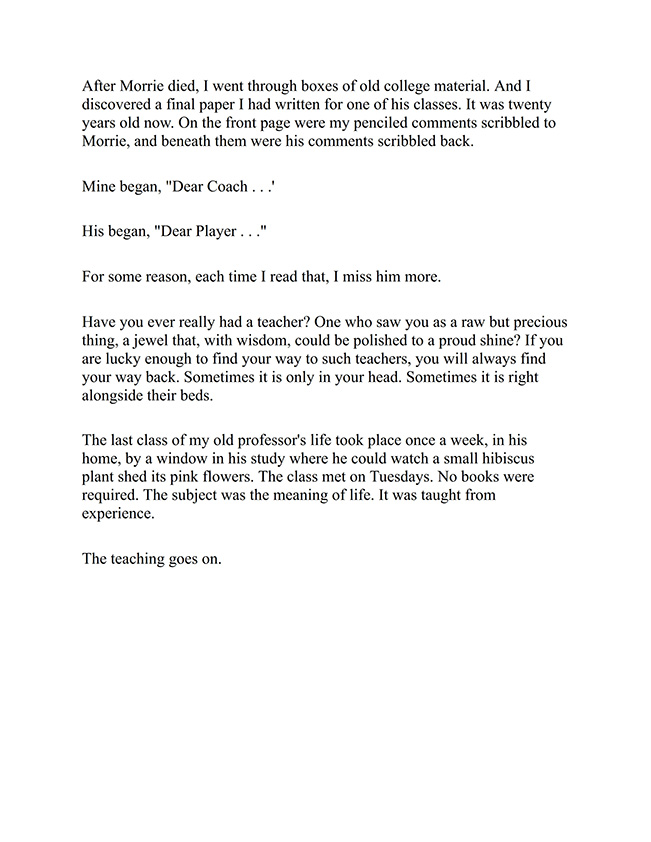 After Morrie died, I went through boxes of old college material. And I
discovered a final paper I had written for one of his classes. It was twenty
years old now. On the front page were my penciled comments scribbled to
Morrie, and beneath them were his comments scribbled back.
Mine began, "Dear Coach . . .'
His began, "Dear Player . . ."
For some reason, each time I read that, I miss him more.
Have you ever really had a teacher? One who saw you as a raw but precious
thing, a jewel that, with wisdom, could be polished to a proud shine? If you
are lucky enough to find your way to such teachers, you will always find
your way back. Sometimes it is only in your head. Sometimes it is right
alongside their beds.
The last class of my old professor's life took place once a week, in his
home, by a window in his study where he could watch a small hibiscus
plant shed its pink flowers. The class met on Tuesdays. No books were
required. The subject was the meaning of life. It was taught from
experience.
The teaching goes on.